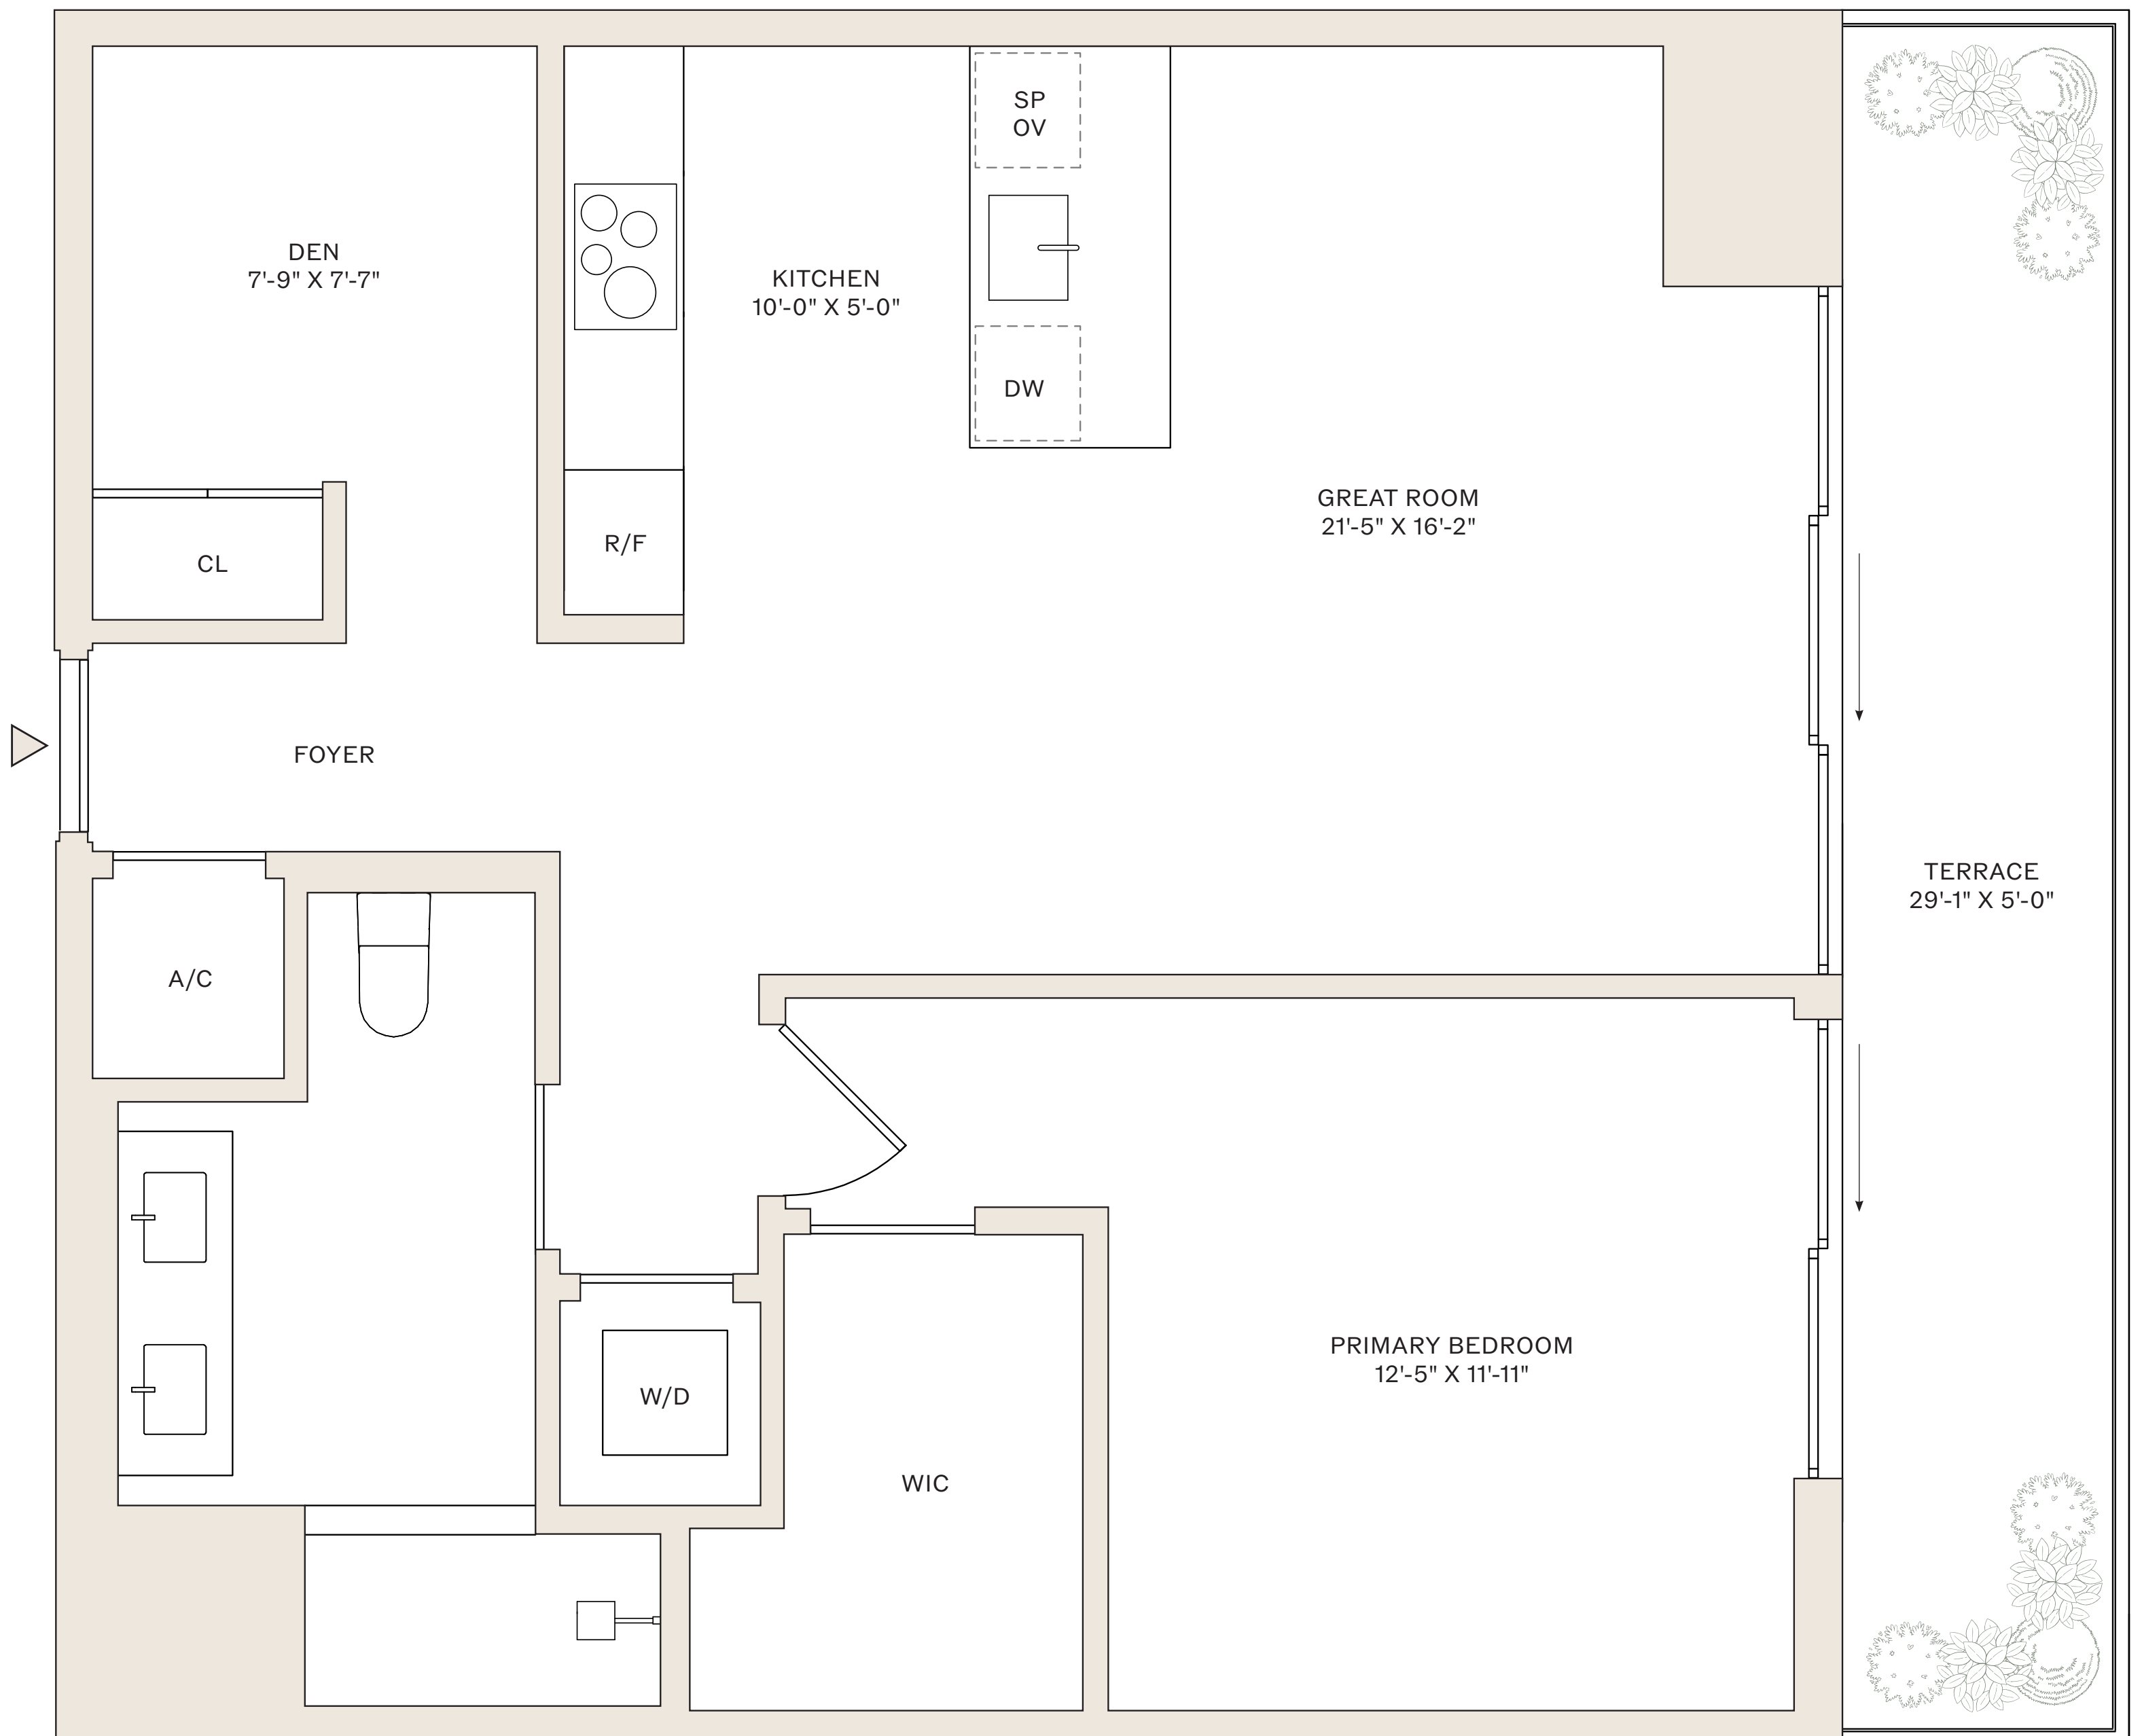 SP
OV
DEN
7'-9" X 7'-7"
KITCHEN
10'-0" X 5'-0"
DW
GREAT ROOM
21'-5" X 16'-2"
R/F
CL
FOYER
TERRACE
29'-1" X 5'-0"
A/C
PRIMARY BEDROOM
12'-5" X 11'-11"
W/D
WIC